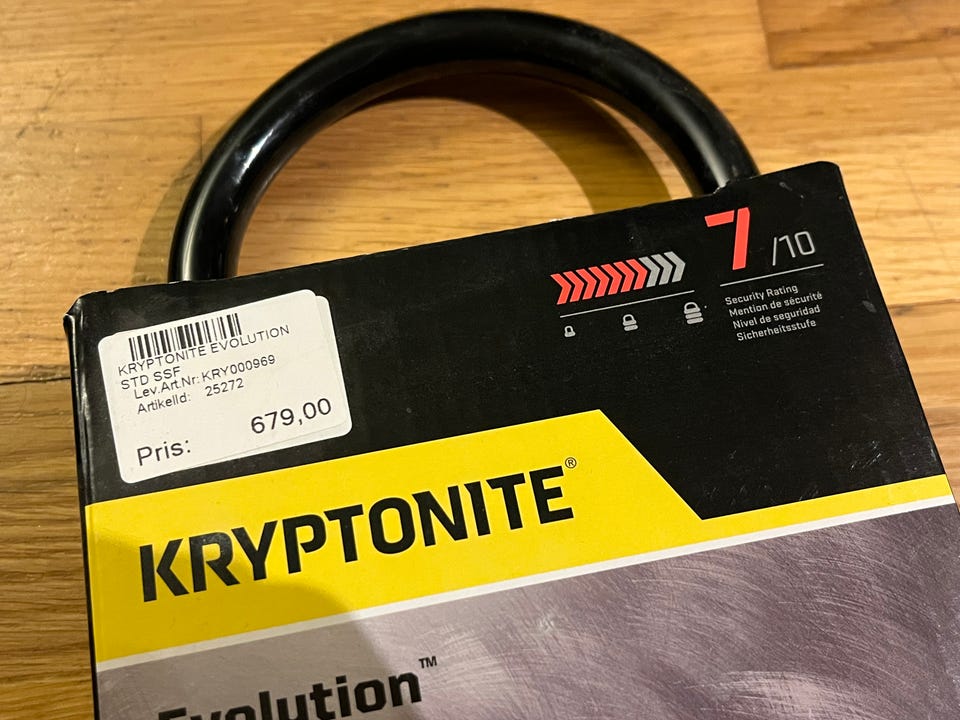 KRYPTONITE EVOLUTION
STD SSF
Lev.Art.Nr: KRY000969
ArtikelId: 25272
Pris: 679,00
7 /10
Security Rating
Mention de sécurité
Nivel de seguridad
Sicherheitsstufe
KRYPTONITE®
Evolution™